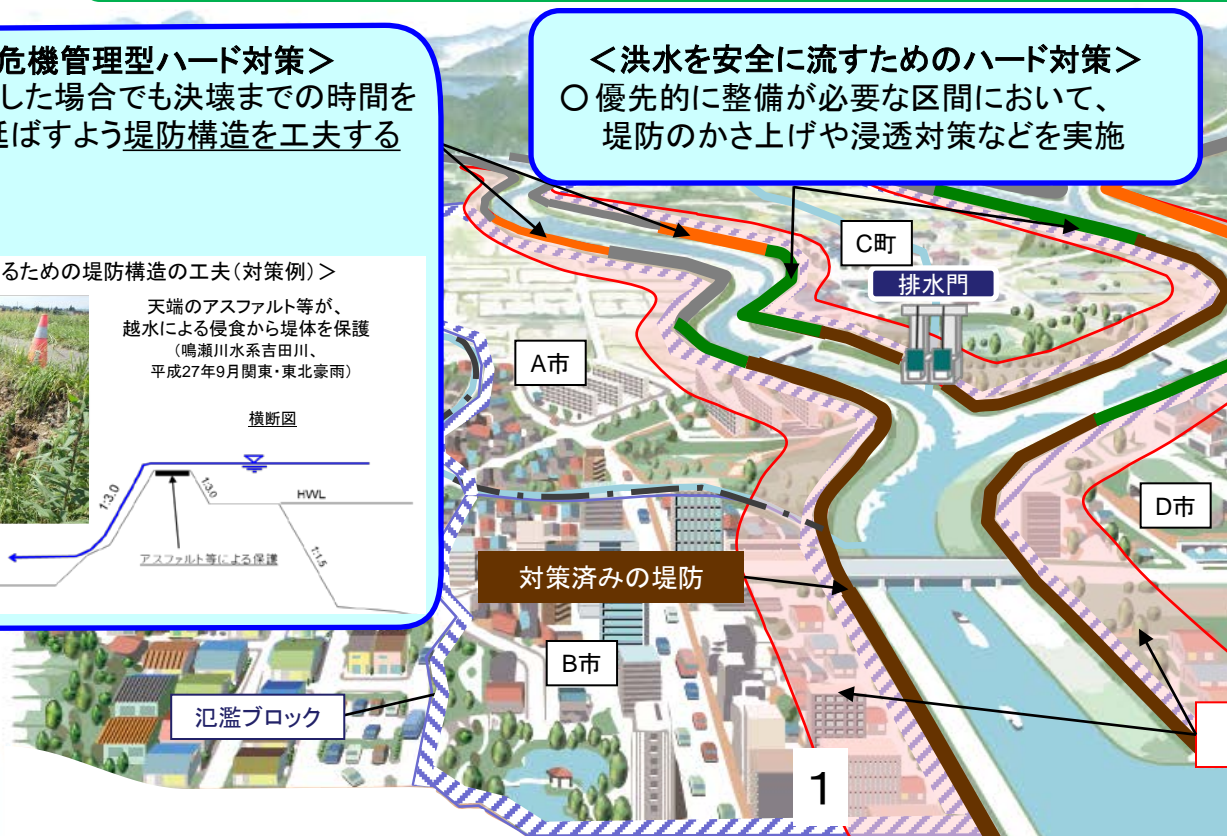 危機管理型ハード対策＞
した場合でも決壊までの時間を
延ばすよう堤防構造を工夫する
＜洪水を安全に流すためのハード対策＞
○優先的に整備が必要な区間において、
堤防のかさ上げや浸透対策などを実施
るための堤防構造の工夫（対策例）＞
天端のアスファルト等が、
越水による侵食から堤体を保護
（鳴瀬川水系吉田川、
平成27年9月関東・東北豪雨）
横断図
1:3.0
1:3.0
HWL
1:1.5
アスファルト等による保護
C町
排水門
A市
D市
対策済みの堤防
B市
氾濫ブロック
1